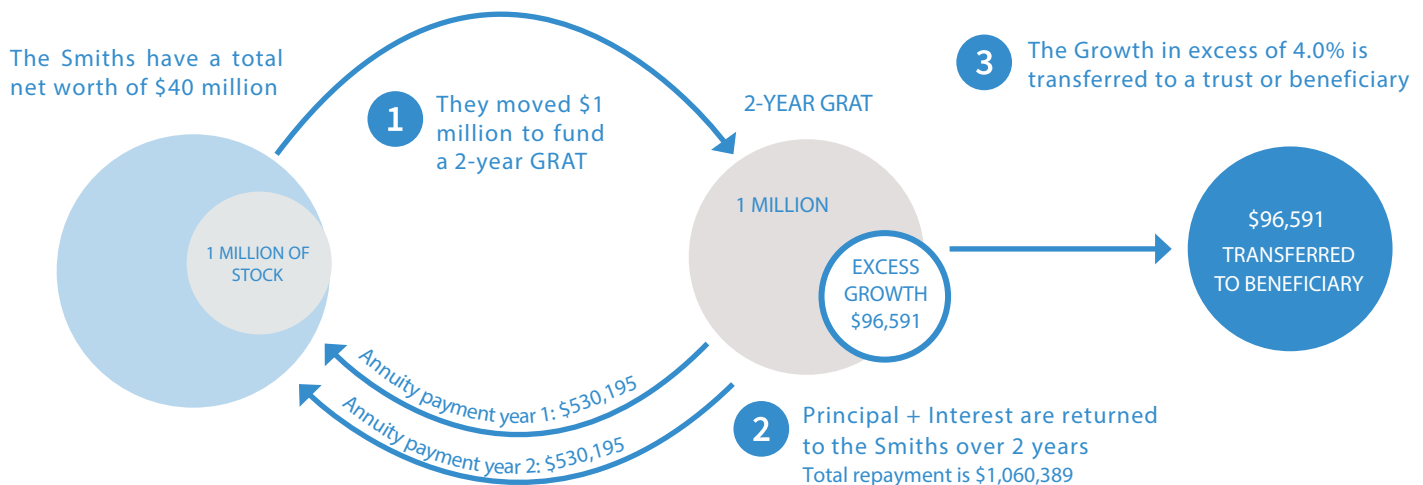 The Smiths have a total
net worth of $40 million
1 MILLION OF
STOCK
1
They moved $1
million to fund
a 2-year GRAT
2-YEAR GRAT
1 MILLION
EXCESS
GROWTH
$96,591
Annuity payment year 1: $530,195
Annuity payment year 2: $530,195
2
Principal + Interest are returned
to the Smiths over 2 years
Total repayment is $1,060,389
3
The Growth in excess of 4.0% is
transferred to a trust or beneficiary
$96,591
TRANSFERRED
TO BENEFICIARY